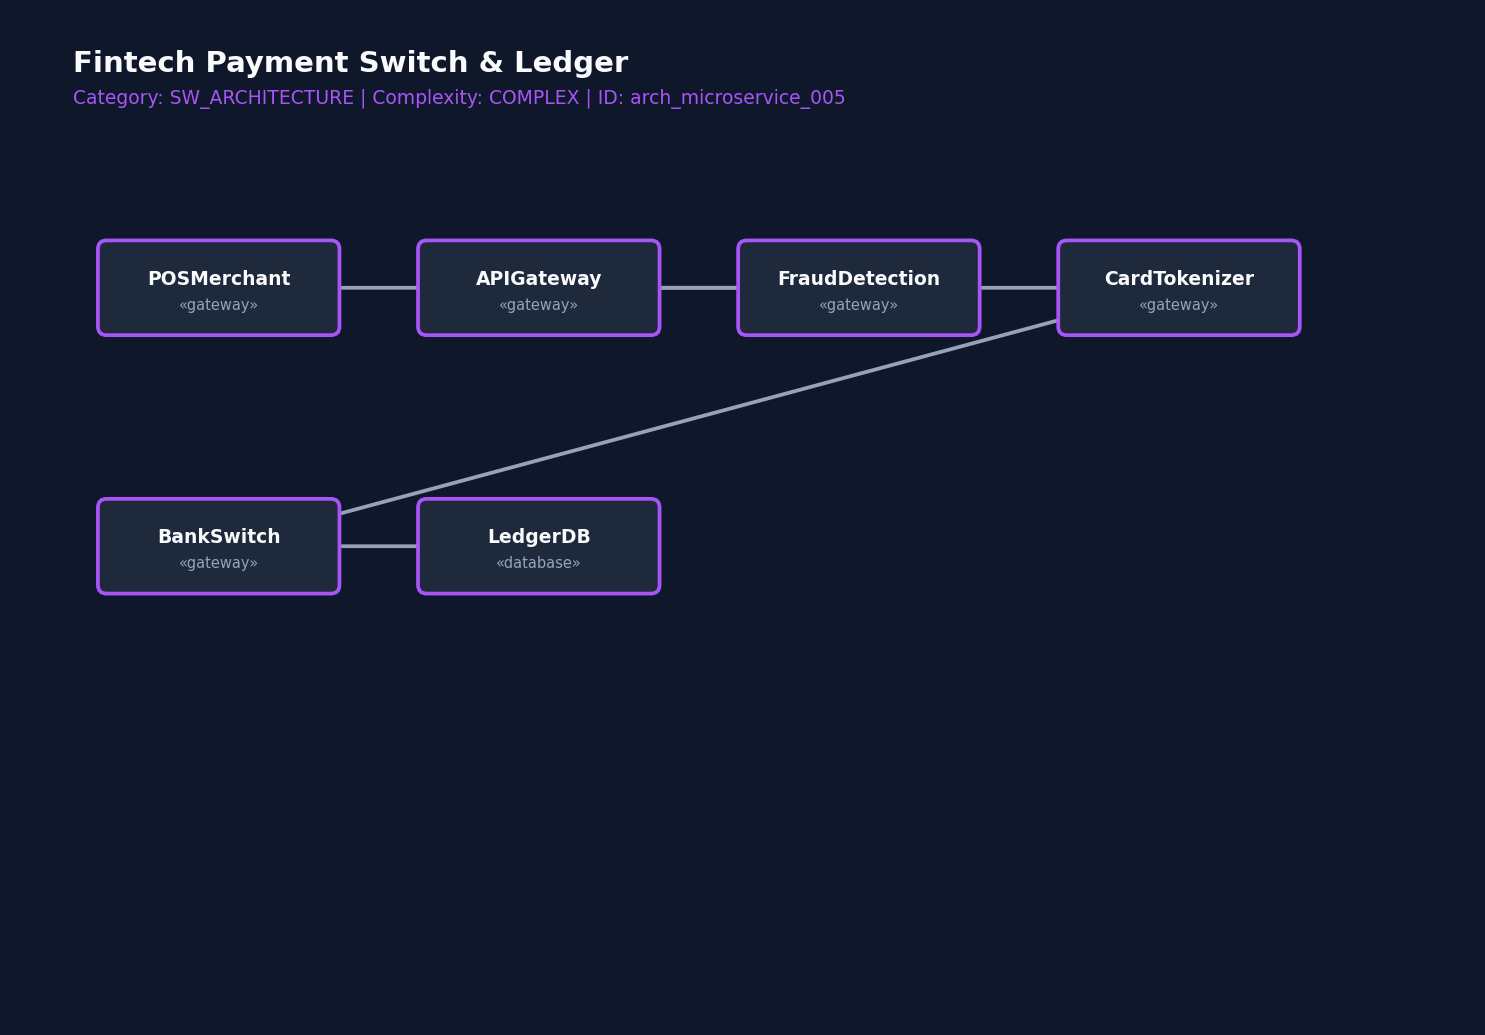 Fintech Payment Switch & Ledger
Category: SW_ARCHITECTURE | Complexity: COMPLEX | ID: arch_microservice_005
POSMerchant
«gateway»
APIGateway
«gateway»
FraudDetection
«gateway»
CardTokenizer
«gateway»
BankSwitch
«gateway»
LedgerDB
«database»